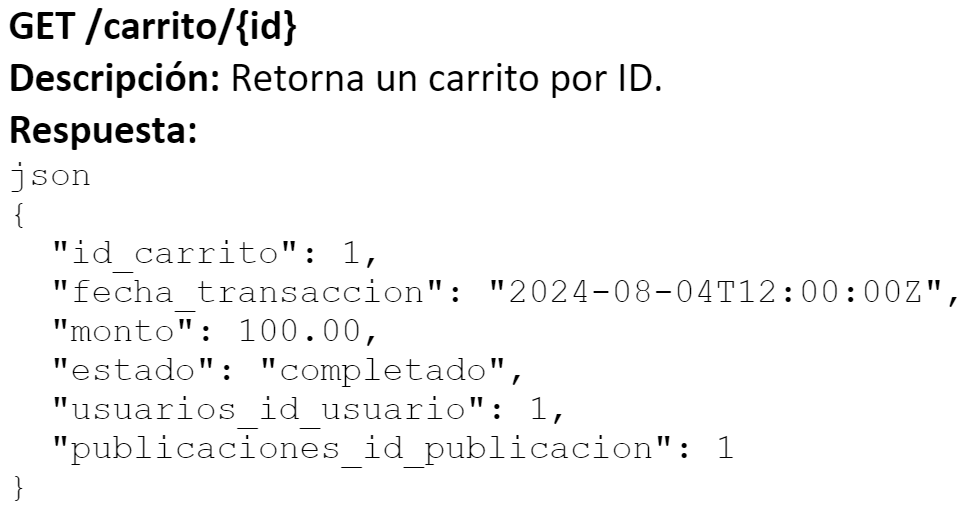 GET /carrito/{id}
Descripción: Retorna un carrito por ID.
Respuesta:
json
{
  "id_carrito": 1,
  "fecha_transaccion": "2024-08-04T12:00:00Z",
  "monto": 100.00,
  "estado": "completado",
  "usuarios_id_usuario": 1,
  "publicaciones_id_publicacion": 1
}